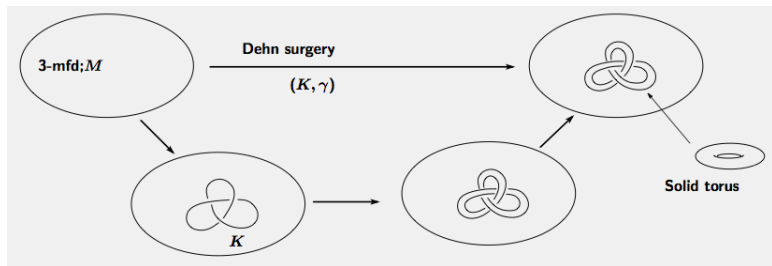 3-mfd;M
Dehn surgery
(K, γ)
Solid torus
K